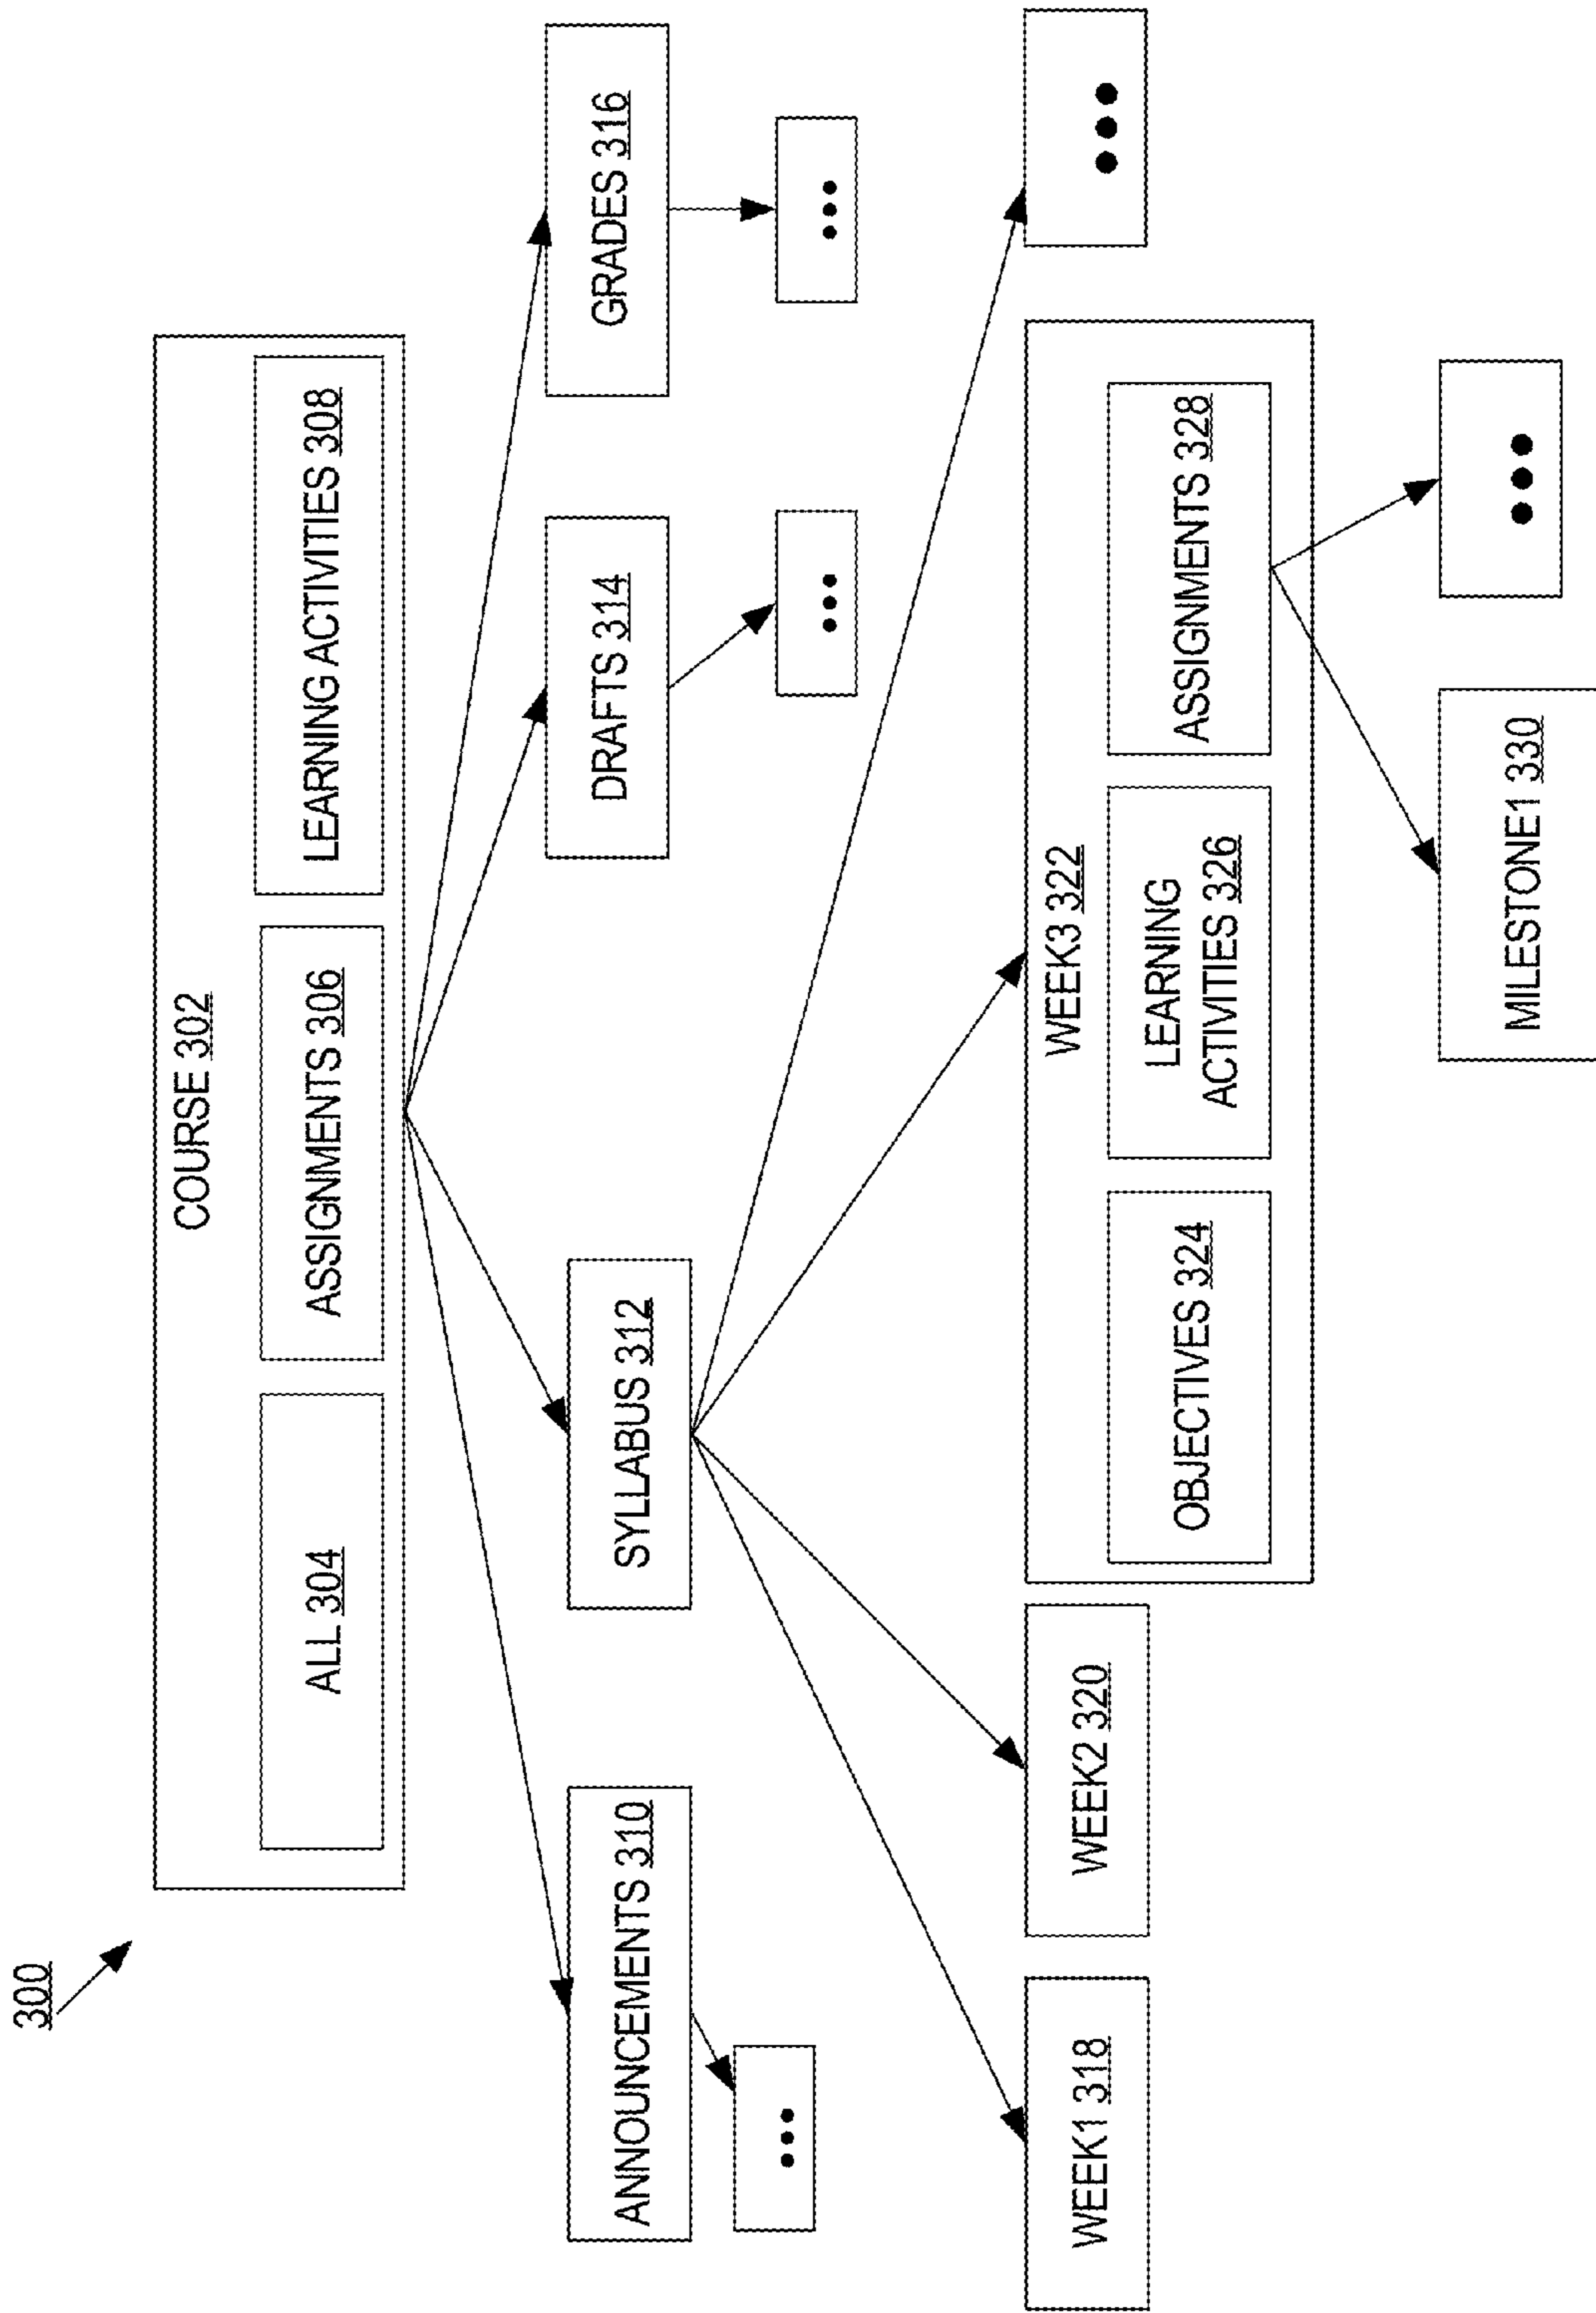 300
COURSE 302
ALL 304
ASSIGNMENTS 306
LEARNING ACTIVITIES 308
ANNOUNCEMENTS 310
SYLLABUS 312
DRAFTS 314
GRADES 316
•••
•••
•••
WEEK1 318
WEEK2 320
WEEK3 322
OBJECTIVES 324
LEARNING
ACTIVITIES 326
ASSIGNMENTS 328
•••
MILESTONE1 330
•••